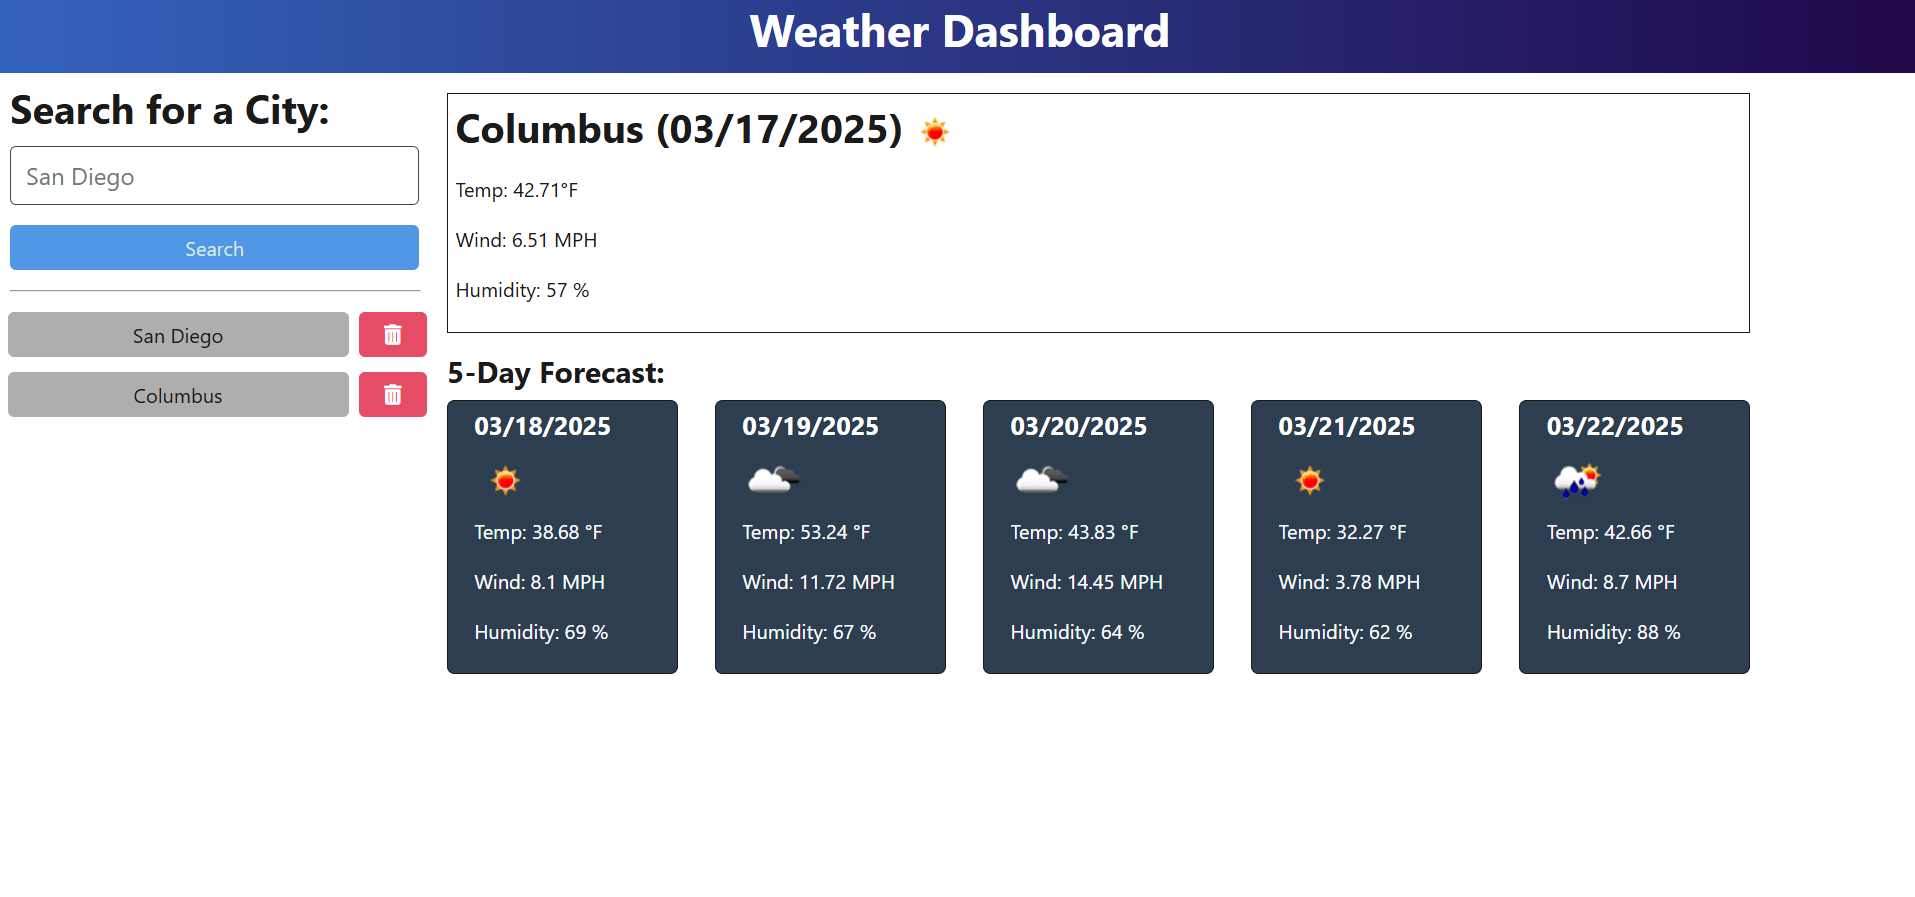 Weather Dashboard
Search for a City:
San Diego
Search
San Diego
Columbus
Columbus (03/17/2025)
Temp: 42.71°F
Wind: 6.51 MPH
Humidity: 57 %
5-Day Forecast:
03/18/2025
Temp: 38.68 °F
Wind: 8.1 MPH
Humidity: 69 %
03/19/2025
Temp: 53.24 °F
Wind: 11.72 MPH
Humidity: 67 %
03/20/2025
Temp: 43.83 °F
Wind: 14.45 MPH
Humidity: 64 %
03/21/2025
Temp: 32.27 °F
Wind: 3.78 MPH
Humidity: 62 %
03/22/2025
Temp: 42.66 °F
Wind: 8.7 MPH
Humidity: 88 %